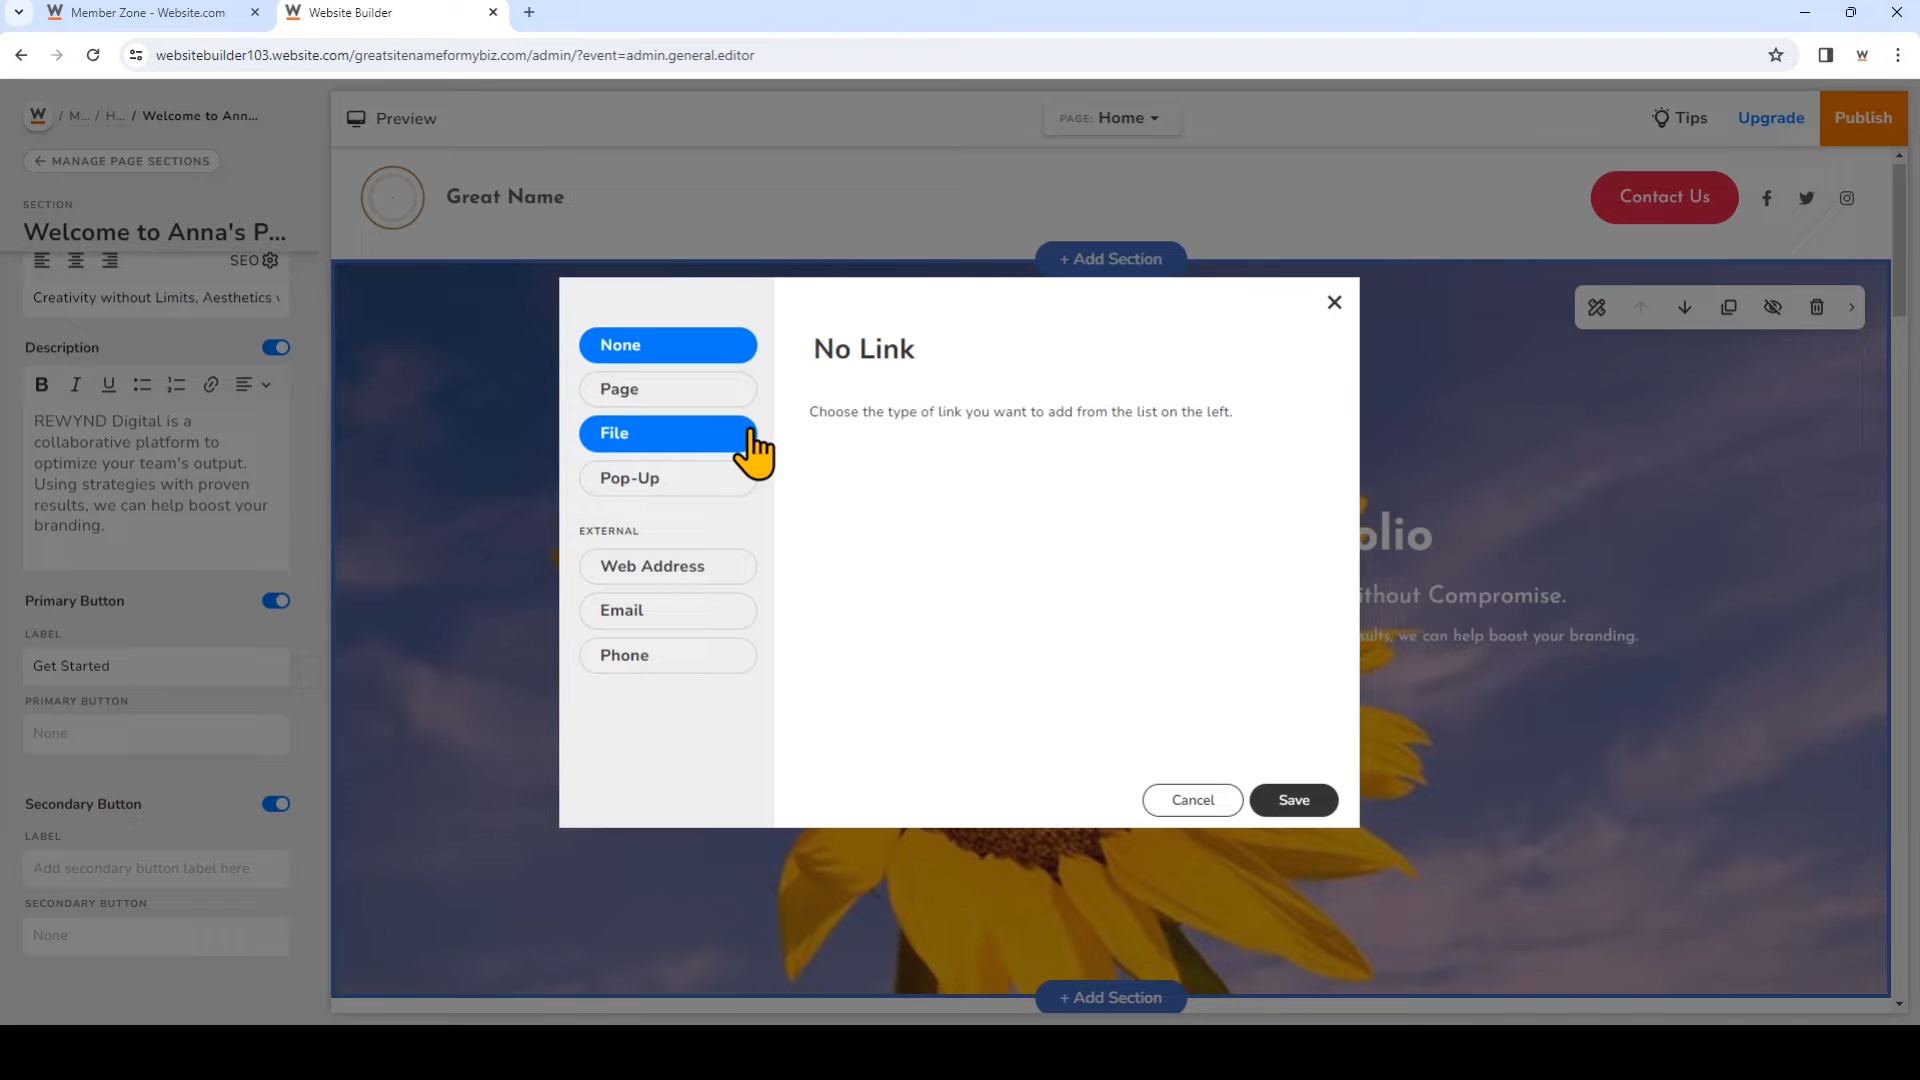 Member Zone - Website.com
Website Builder
websitebuilder103.website.com/greatsitenameformybiz.com/admin/?event=admin.general.editor
W / M... / H... / Welcome to Ann...
Preview
PAGE: Home
Tips
Upgrade
Publish
← MANAGE PAGE SECTIONS
SECTION
Welcome to Anna's P...
SEO
Creativity without Limits, Aesthetics
Description
B I U
REWYND Digital is a
collaborative platform to
optimize your team's output.
Using strategies with proven
results, we can help boost your
branding.
Primary Button
LABEL
Get Started
PRIMARY BUTTON
None
Secondary Button
LABEL
Add secondary button label here
SECONDARY BUTTON
None
Great Name
Contact Us
+ Add Section
None
Page
File
Pop-Up
EXTERNAL
Web Address
Email
Phone
No Link
Choose the type of link you want to add from the list on the left.
Cancel
Save
olio
ithout Compromise.
sults, we can help boost your branding.
+ Add Section